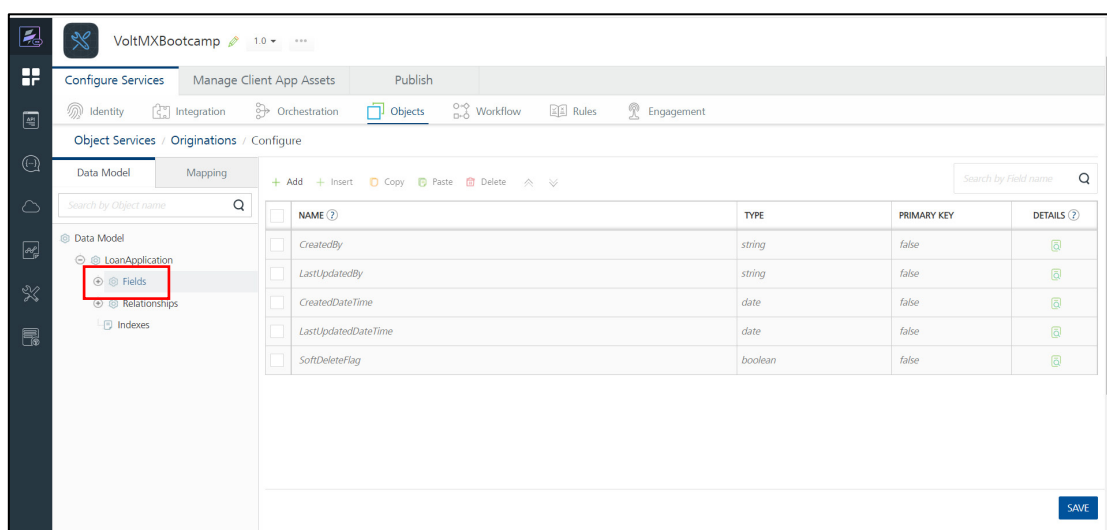 VoltMXBootcamp 1.0
Configure Services Manage Client App Assets Publish
Identity Integration Orchestration Objects Workflow Rules Engagement
Object Services / Originations / Configure
Data Model Mapping
Search by Object name
Data Model
LoanApplication
Fields
Relationships
Indexes
+ Add + Insert Copy Paste Delete
Search by Field name
NAME TYPE PRIMARY KEY DETAILS
CreatedBy string false
LastUpdatedBy string false
CreatedDateTime date false
LastUpdatedDateTime date false
SoftDeleteFlag boolean false
SAVE